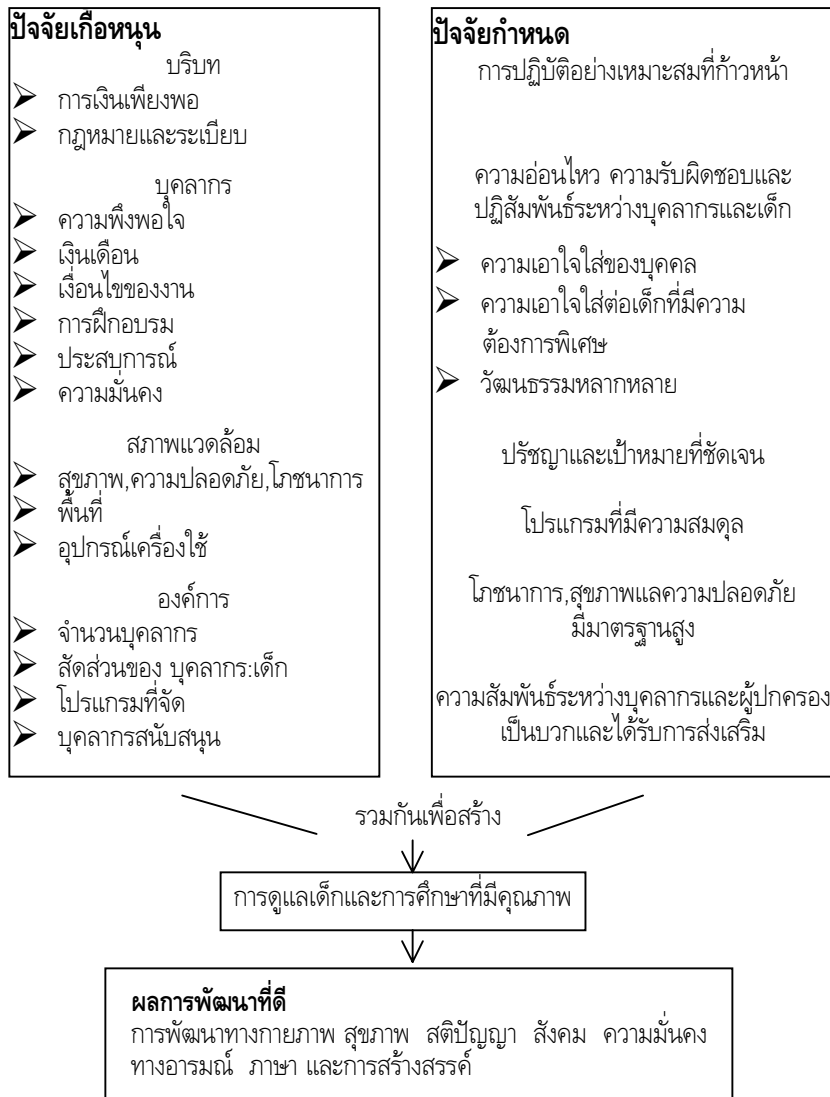 ปัจจัยเกื้อหนุน
บริบท
➢ การเงินเพียงพอ
➢ กฎหมายและระเบียบ
บุคลากร
➢ ความพึงพอใจ
➢ เงินเดือน
➢ เงื่อนไขของงาน
➢ การฝึกอบรม
➢ ประสบการณ์
➢ ความมั่นคง
สภาพแวดล้อม
➢ สุขภาพ,ความปลอดภัย,โภชนาการ
➢ พื้นที่
➢ อุปกรณ์เครื่องใช้
องค์การ
➢ จำนวนบุคลากร
➢ สัดส่วนของ บุคลากร:เด็ก
➢ โปรแกรมที่จัด
➢ บุคลากรสนับสนุน
ปัจจัยกำหนด
การปฏิบัติอย่างเหมาะสมที่ก้าวหน้า
ความอ่อนไหว ความรับผิดชอบและ
ปฏิสัมพันธ์ระหว่างบุคลากรและเด็ก
➢ ความเอาใจใส่ของบุคคล
➢ ความเอาใจใส่ต่อเด็กที่มีความ
ต้องการพิเศษ
➢ วัฒนธรรมหลากหลาย
ปรัชญาและเป้าหมายที่ชัดเจน
โปรแกรมที่มีความสมดุล
โภชนาการ,สุขภาพแลความปลอดภัย
มีมาตรฐานสูง
ความสัมพันธ์ระหว่างบุคลากรและผู้ปกครอง
เป็นบวกและได้รับการส่งเสริม
รวมกันเพื่อสร้าง
การดูแลเด็กและการศึกษาที่มีคุณภาพ
ผลการพัฒนาที่ดี
การพัฒนาทางกายภาพ สุขภาพ สติปัญญา สังคม ความมั่นคง
ทางอารมณ์ ภาษา และการสร้างสรรค์